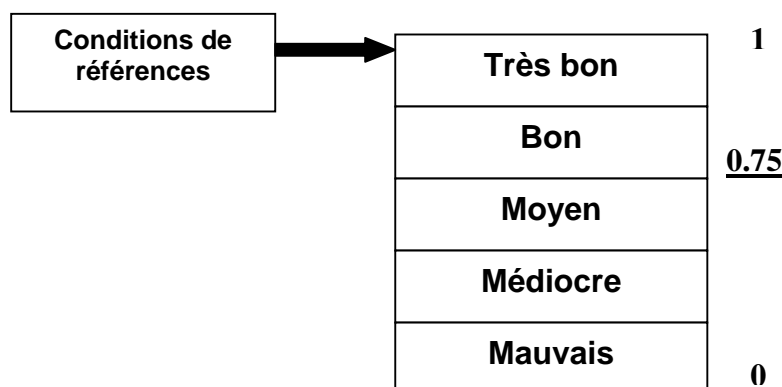 Conditions de
références
Très bon
1
Bon
0.75
Moyen
Médiocre
Mauvais
0